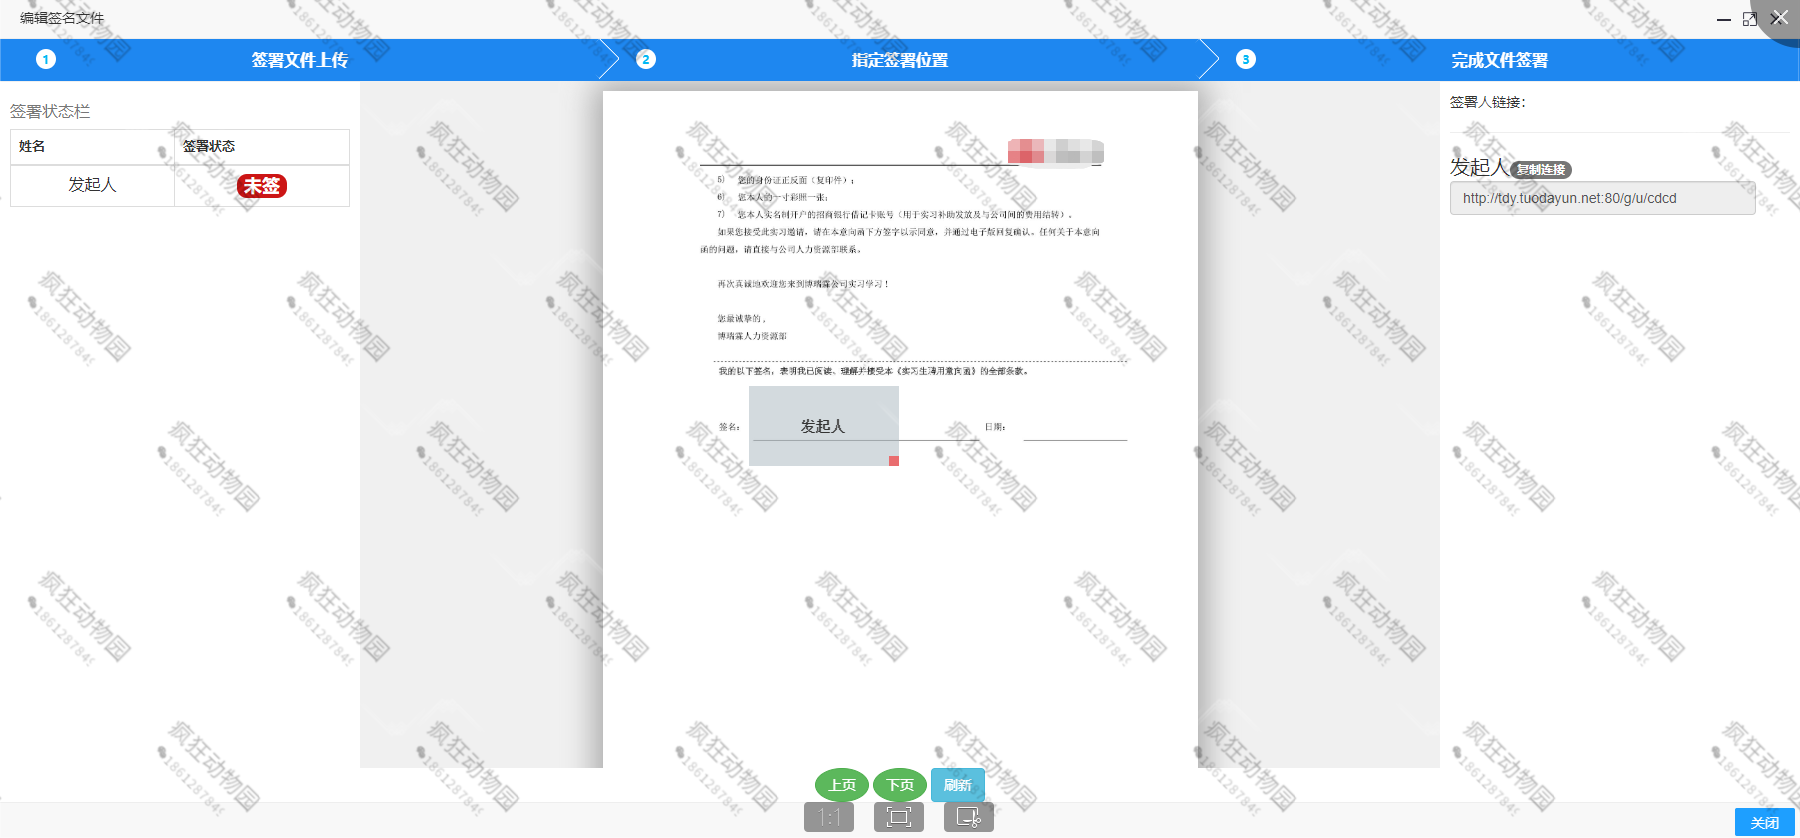 编辑签名文件
1 签署文件上传
2 指定签署位置
3 完成文件签署
签署状态栏
姓名 签署状态
发起人 未签
5) 您的身份证正反面(复印件);
6) 您本人的一寸彩照一张;
7) 您本人实名制开户的招商银行借记卡账号(用于实习补助发放及与公司间的费用结转)。
如果您接受此实习邀请,请在本意向函下方签字以示同意,并通过电子版回复确认。任何关于本意向
函的问题,请直接与公司人力资源部联系。
再次真诚地欢迎您来到博瑞霖公司实习学习!
您最诚挚的,
博瑞霖人力资源部
我的以下签名,表明我已阅读、理解并接受本《实习生聘用意向函》的全部条款。
签名: 发起人 日期:
签署人链接:
发起人 复制连接
http://tdy.tuodayun.net:80/g/u/cdcd
上页 下页 刷新
1:1
关闭
疯狂动物园